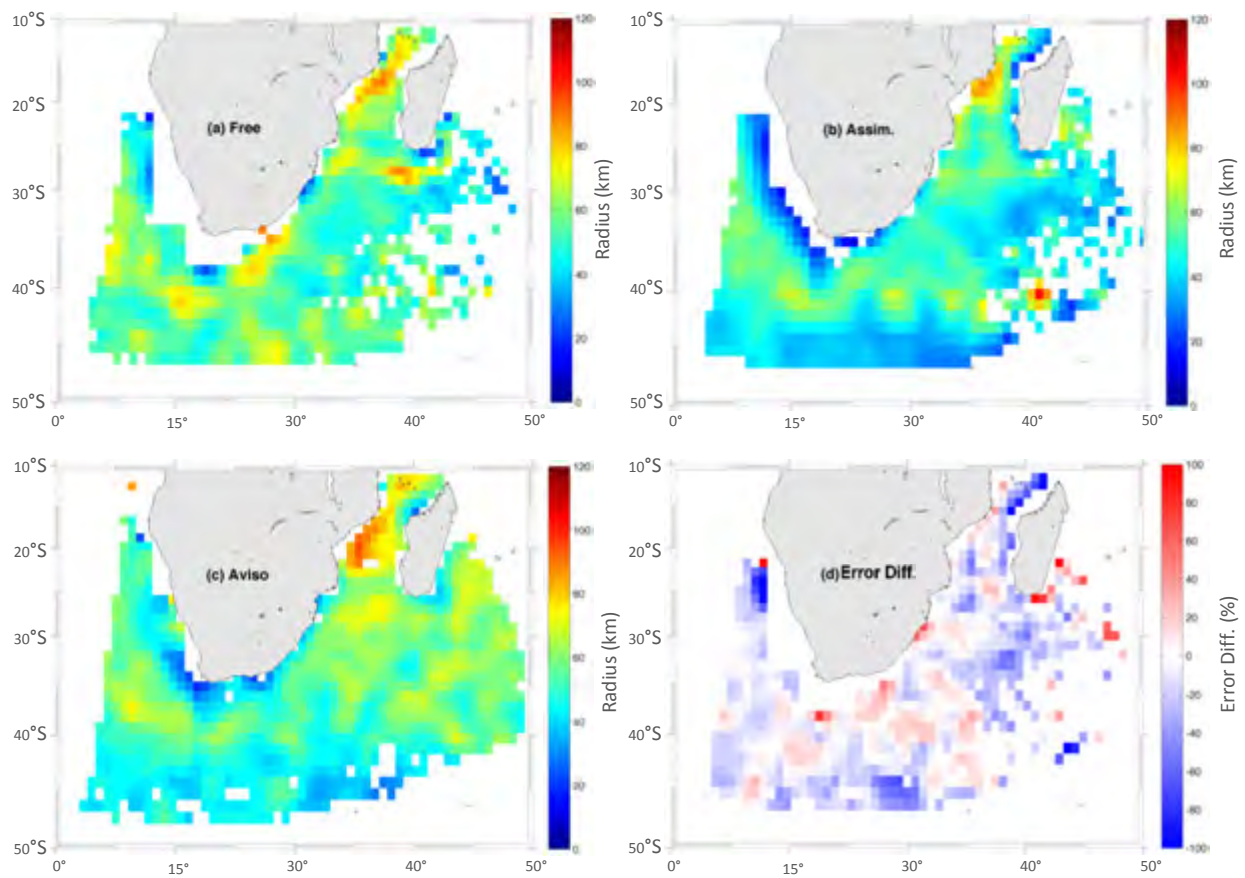 10°S
20°S
30°S
40°S
50°S
0°
15°
30°
40°
50°
(a) Free
120
100
80
60
40
20
0
Radius (km)
10°S
20°S
30°S
40°S
50°S
0°
15°
30°
40°
50°
(b) Assim.
120
100
80
60
40
20
0
Radius (km)
10°S
20°S
30°S
40°S
50°S
0°
15°
30°
40°
50°
(c) Aviso
120
100
80
60
40
20
0
Radius (km)
10°S
20°S
30°S
40°S
50°S
0°
15°
30°
40°
50°
(d)Error Diff.
100
80
60
40
20
0
-20
-40
-60
-80
-100
Error Diff. (%)